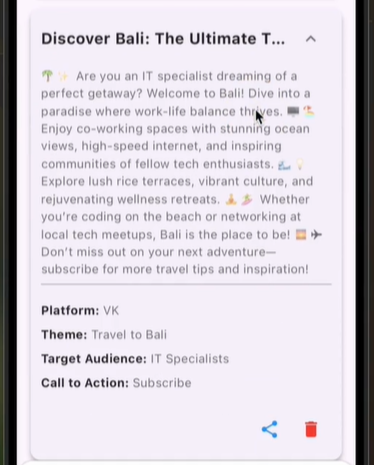 Discover Bali: The Ultimate T...
🌴 ✨ Are you an IT specialist dreaming of a
perfect getaway? Welcome to Bali! Dive into a
paradise where work-life balance thrives. 💻 🏖️
Enjoy co-working spaces with stunning ocean
views, high-speed internet, and inspiring
communities of fellow tech enthusiasts. 🌊 💡
Explore lush rice terraces, vibrant culture, and
rejuvenating wellness retreats. 🧘 🏄 Whether
you're coding on the beach or networking at
local tech meetups, Bali is the place to be! 🌅 ✈
Don't miss out on your next adventure—
subscribe for more travel tips and inspiration!
Platform: VK
Theme: Travel to Bali
Target Audience: IT Specialists
Call to Action: Subscribe